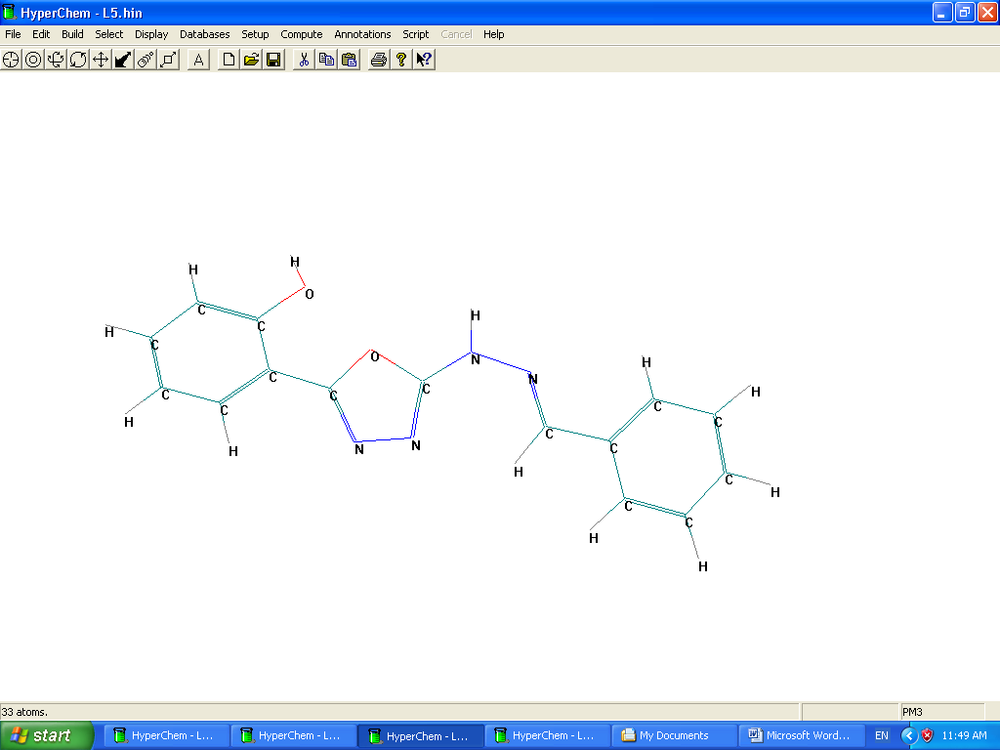 HyperChem - L5.hin
File Edit Build Select Display Databases Setup Compute Annotations Script Cancel Help
A ? ?
H H
O
C C
H
H C
O N
H C
C C N
H
C C C
H
C C
H N N C C
H
H C C
H
C C
H
H
H
33 atoms. PM3
start HyperChem - L... HyperChem - L... HyperChem - L... HyperChem - L... My Documents Microsoft Word... EN 11:49 AM